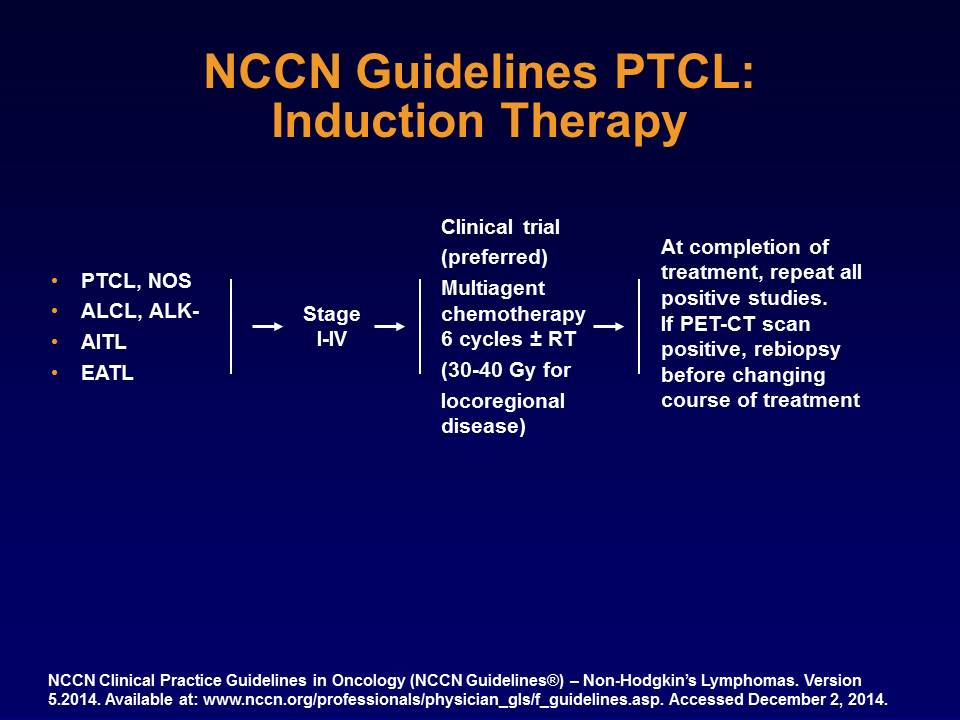 NCCN Guidelines PTCL:
Induction Therapy
• PTCL, NOS
• ALCL, ALK-
• AITL
• EATL
Stage
I-IV
Clinical trial
(preferred)
Multiagent
chemotherapy
6 cycles ± RT
(30-40 Gy for
locoregional
disease)
At completion of
treatment, repeat all
positive studies.
If PET-CT scan
positive, rebiopsy
before changing
course of treatment
NCCN Clinical Practice Guidelines in Oncology (NCCN Guidelines®) – Non-Hodgkin’s Lymphomas. Version
5.2014. Available at: www.nccn.org/professionals/physician_gls/f_guidelines.asp. Accessed December 2, 2014.